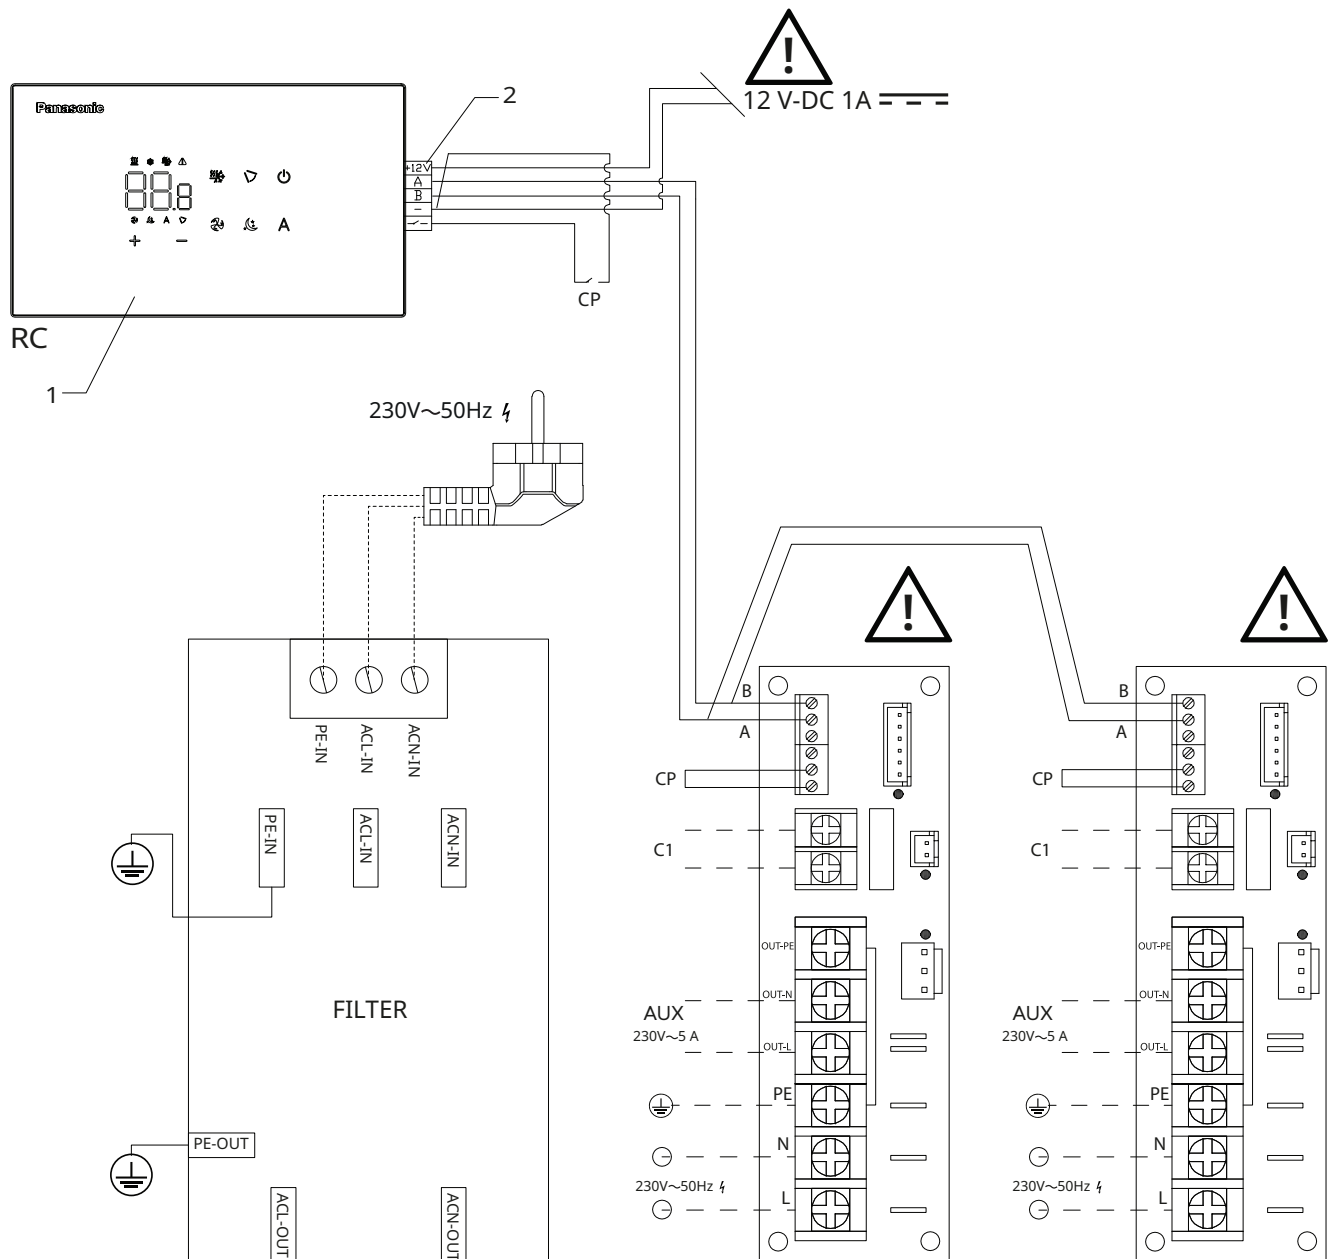 Panasonic
88.8
A
A
+ −
RC
1
2
+12V
A
B
−
CP
12 V-DC 1A
230V～50Hz
PE-IN
ACL-IN
ACN-IN
PE-IN
ACL-IN
ACN-IN
FILTER
PE-OUT
ACL-OUT
ACN-OUT
B
A
CP
C1
OUT-PE
OUT-N
AUX
230V～5 A
OUT-L
PE
N
230V～50Hz
L
B
A
CP
C1
OUT-PE
OUT-N
AUX
230V～5 A
OUT-L
PE
N
230V～50Hz
L